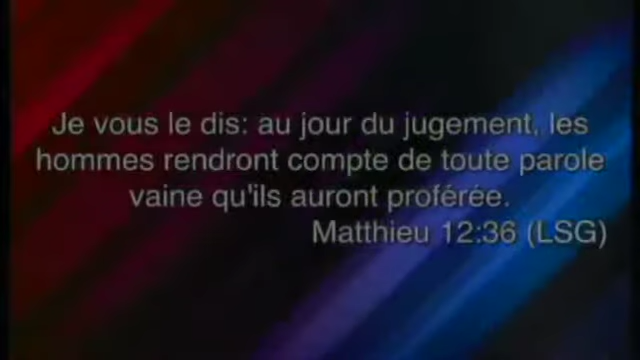 Je vous le dis: au jour du jugement, les
hommes rendront compte de toute parole
vaine qu'ils auront proférée.
Matthieu 12:36 (LSG)